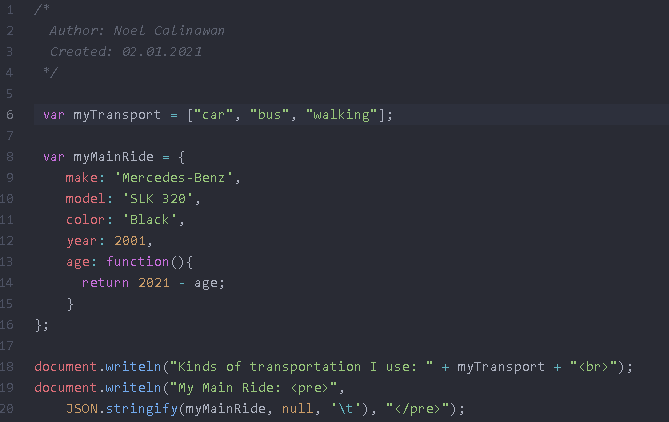 1 /*
2 Author: Noel Calinawan
3 Created: 02.01.2021
4 */
5
6 var myTransport = ["car", "bus", "walking"];
7
8 var myMainRide = {
9 make: 'Mercedes-Benz',
10 model: 'SLK 320',
11 color: 'Black',
12 year: 2001,
13 age: function(){
14 return 2021 - age;
15 }
16 };
17
18 document.writeln("Kinds of transportation I use: " + myTransport + "<br>");
19 document.writeln("My Main Ride: <pre>",
20 JSON.stringify(myMainRide, null, '\t'), "</pre>");